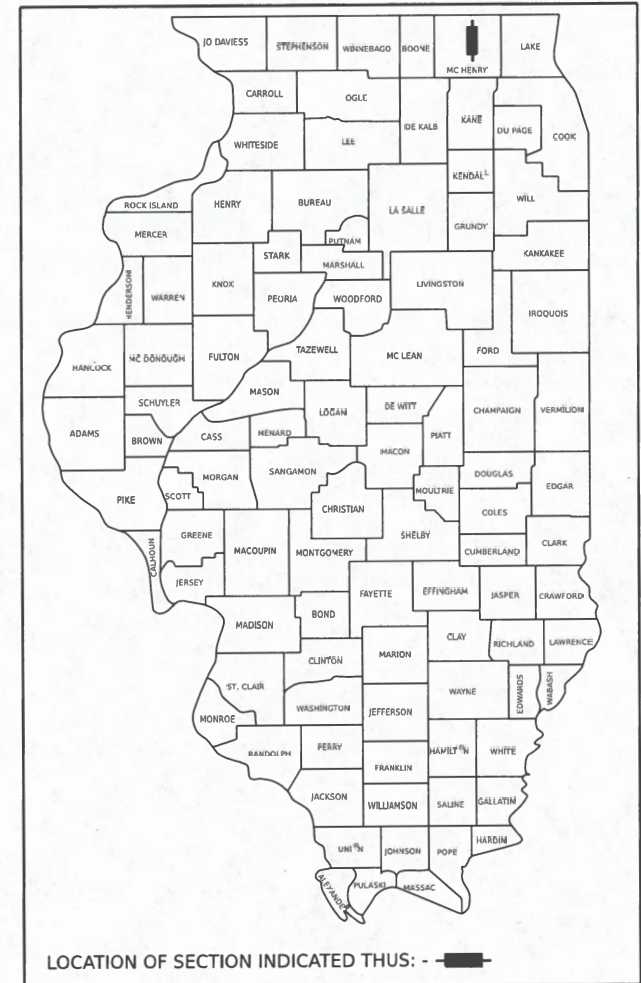 JO DAVIESS
STEPHENSON
WINNEBAGO
BOONE
MC HENRY
LAKE
CARROLL
OGLE
DE KALB
KANE
DU PAGE
COOK
WHITESIDE
LEE
KENDALL
WILL
ROCK ISLAND
HENRY
BUREAU
LA SALLE
GRUNDY
MERCER
PUTNAM
STARK
MARSHALL
KANKAKEE
HENDERSON
WARREN
KNOX
PEORIA
WOODFORD
LIVINGSTON
IROQUOIS
HANCOCK
MC DONOUGH
FULTON
TAZEWELL
MC LEAN
FORD
SCHUYLER
MASON
LOGAN
DE WITT
CHAMPAIGN
VERMILION
ADAMS
BROWN
CASS
MENARD
PIATT
MACON
SANGAMON
DOUGLAS
EDGAR
PIKE
SCOTT
MORGAN
CHRISTIAN
MOULTRIE
COLES
GREENE
MACOUPIN
MONTGOMERY
SHELBY
CUMBERLAND
CLARK
CALHOUN
JERSEY
FAYETTE
EFFINGHAM
JASPER
CRAWFORD
MADISON
BOND
CLAY
RICHLAND
LAWRENCE
CLINTON
MARION
ST. CLAIR
WAYNE
EDWARDS
WABASH
MONROE
WASHINGTON
JEFFERSON
RANDOLPH
PERRY
HAMILTON
WHITE
FRANKLIN
JACKSON
WILLIAMSON
SALINE
GALLATIN
UNION
JOHNSON
POPE
HARDIN
ALEXANDER
PULASKI
MASSAC
LOCATION OF SECTION INDICATED THUS: -